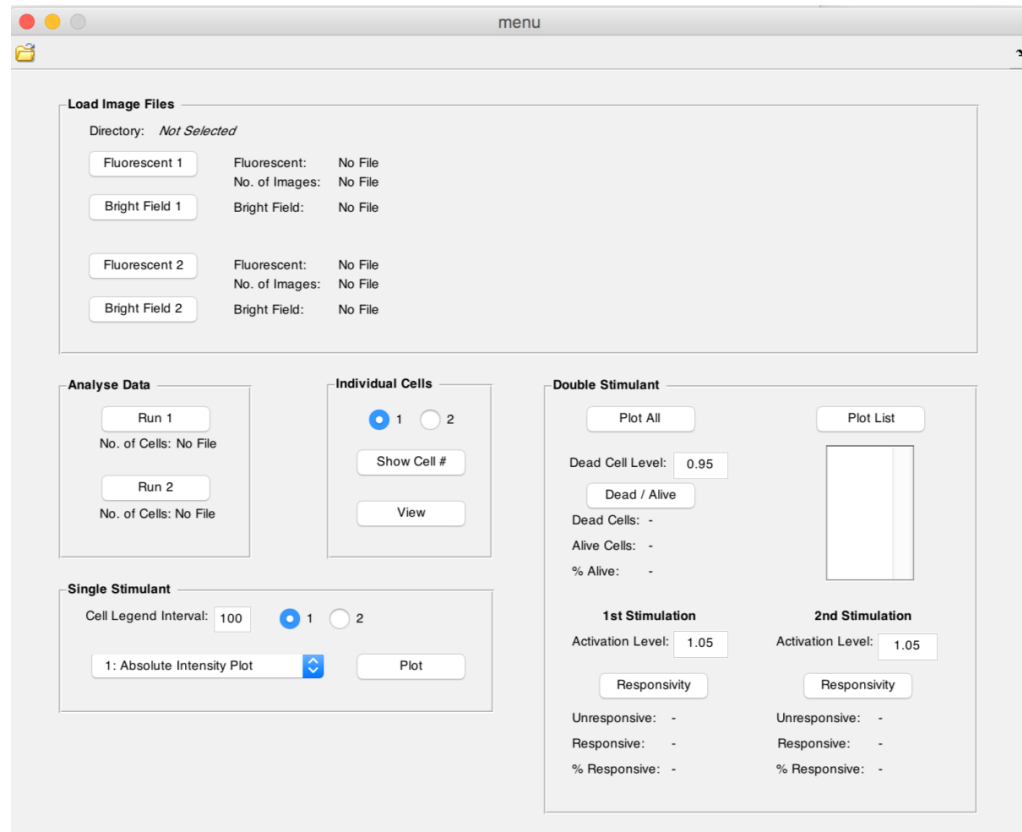 menu
Load Image Files
Directory: Not Selected
Fluorescent 1 Fluorescent: No File
No. of Images: No File
Bright Field 1 Bright Field: No File
Fluorescent 2 Fluorescent: No File
No. of Images: No File
Bright Field 2 Bright Field: No File
Analyse Data
Run 1
No. of Cells: No File
Run 2
No. of Cells: No File
Individual Cells
1 2
Show Cell #
View
Single Stimulant
Cell Legend Interval: 100 1 2
1: Absolute Intensity Plot Plot
Double Stimulant
Plot All Plot List
Dead Cell Level: 0.95
Dead / Alive
Dead Cells: -
Alive Cells: -
% Alive: -
1st Stimulation
Activation Level: 1.05
Responsivity
Unresponsive: -
Responsive: -
% Responsive: -
2nd Stimulation
Activation Level: 1.05
Responsivity
Unresponsive: -
Responsive: -
% Responsive: -